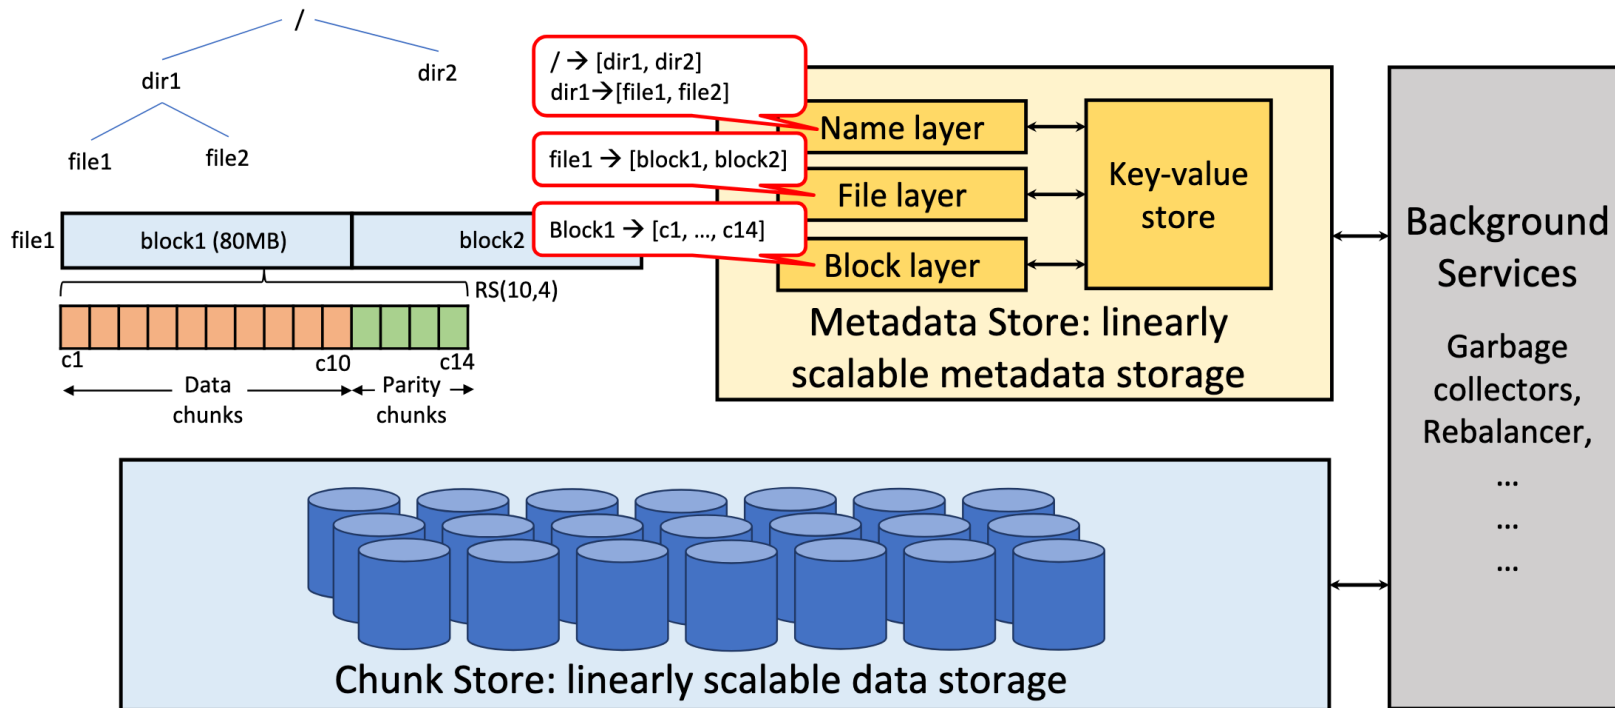 /
dir1
dir2
file1
file2
file1
block1 (80MB)
block2
RS(10,4)
c1
c10
c14
Data
chunks
Parity
chunks
/ → [dir1, dir2]
dir1→[file1, file2]
file1 → [block1, block2]
Block1 → [c1, ..., c14]
Name layer
File layer
Block layer
Key-value
store
Metadata Store: linearly
scalable metadata storage
Background
Services
Garbage
collectors,
Rebalancer,
...
...
...
Chunk Store: linearly scalable data storage